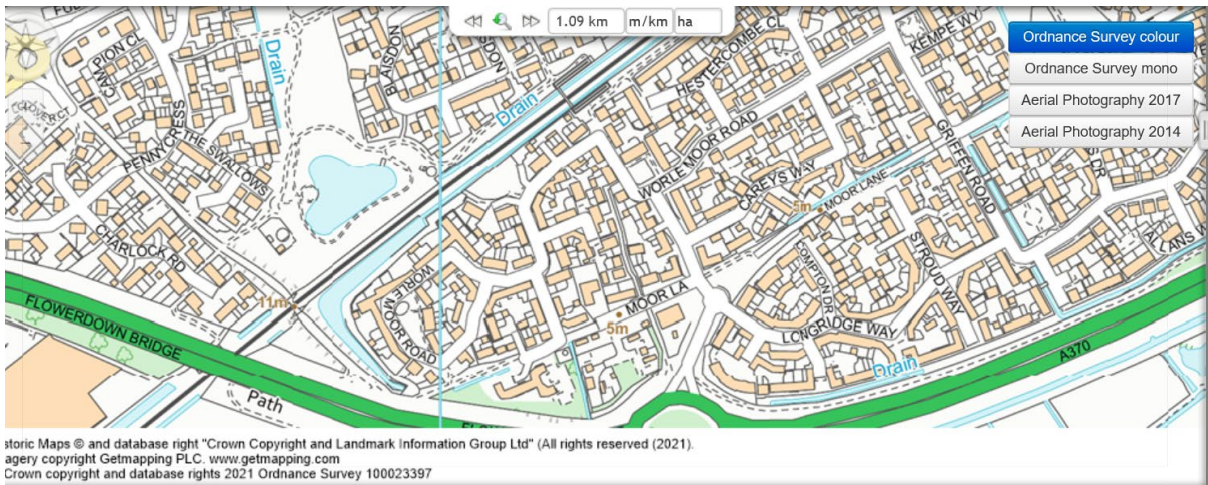 1.09 km
m/km
ha
Ordnance Survey colour
Ordnance Survey mono
Aerial Photography 2017
Aerial Photography 2014
CAMPION CL
BLAISDON
HESTERCOMBE CL
KEMPE WY
Drain
Drain
CLOVER CT
PENNYCRESS
THE SWALLOWS
WORLE MOOR ROAD
CAREYS WAY
GRIFFEN ROAD
MOOR LANE
5m
CHARLOCK RD
WORLE MOOR ROAD
COMPTON DR
STROUD WAY
11m
MOOR LA
5m
FLOWERDOWN BRIDGE
LONGRIDGE WAY
A370
Drain
Path
storic Maps © and database right "Crown Copyright and Landmark Information Group Ltd" (All rights reserved (2021).
agery copyright Getmapping PLC. www.getmapping.com
Crown copyright and database rights 2021 Ordnance Survey 100023397